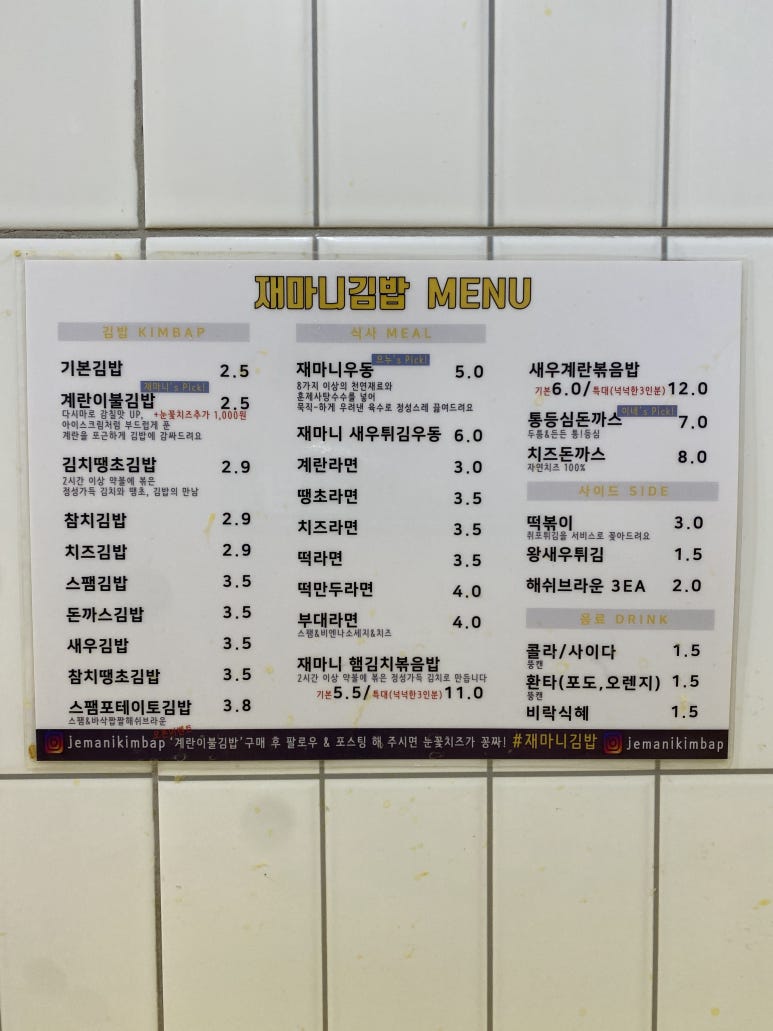 재마니김밥 MENU
김밥 KIMBAP
기본김밥 2.5
재마니's Pick!
계란이불김밥 2.5
다시마로 감칠맛 UP, +눈꽃치즈추가 1,000원
아이스크림처럼 부드럽게 푼
계란을 포근하게 김밥에 감싸드려요
김치땡초김밥 2.9
2시간 이상 약불에 볶은
정성가득 김치와 땡초, 김밥의 만남
참치김밥 2.9
치즈김밥 2.9
스팸김밥 3.5
돈까스김밥 3.5
새우김밥 3.5
참치땡초김밥 3.5
스팸포테이토김밥 3.8
스팸&바삭팝팔해쉬브라운
식사 MEAL
으누's Pick!
재마니우동 5.0
8가지 이상의 천연재료와
훈제사탕수수를 넣어
묵직~하게 우려낸 육수로 정성스레 끓여드려요
재마니 새우튀김우동 6.0
계란라면 3.0
땡초라면 3.5
치즈라면 3.5
떡라면 3.5
떡만두라면 4.0
부대라면 4.0
스팸&비엔나소세지&치즈
재마니 햄김치볶음밥
2시간 이상 약불에 볶은 정성가득 김치로 만듭니다
기본5.5/특대(넉넉한3인분)11.0
새우계란볶음밥
기본6.0/특대(넉넉한3인분)12.0
이네's Pick!
통등심돈까스 7.0
두툼&든든 통!등심
치즈돈까스 8.0
자연치즈 100%
사이드 SIDE
떡볶이 3.0
쥐포튀김을 서비스로 꽂아드려요
왕새우튀김 1.5
해쉬브라운 3EA 2.0
음료 DRINK
콜라/사이다 1.5
뚱캔
환타(포도,오렌지) 1.5
뚱캔
비락식혜 1.5
jemanikimbap '계란이불김밥'구매 후 팔로우 & 포스팅 해 주시면 눈꽃치즈가 꽁짜! #재마니김밥 jemanikimbap